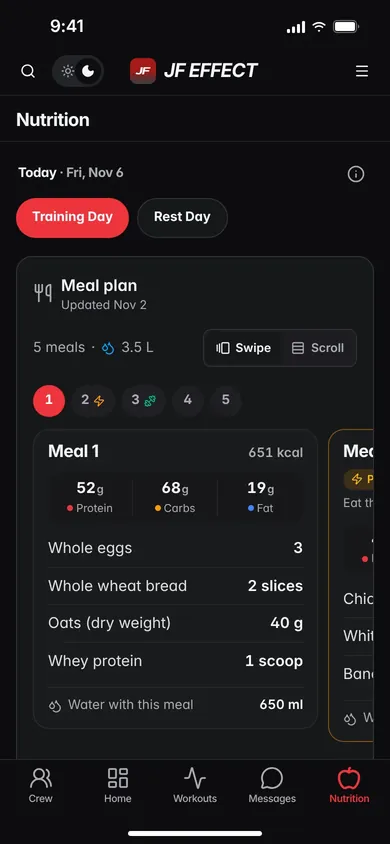 9:41
JF JF EFFECT
Nutrition
Today · Fri, Nov 6
Training Day Rest Day
Meal plan
Updated Nov 2
5 meals · 3.5 L Swipe Scroll
1 2 3 4 5
Meal 1 651 kcal
52g 68g 19g
Protein Carbs Fat
Whole eggs 3
Whole wheat bread 2 slices
Oats (dry weight) 40 g
Whey protein 1 scoop
Water with this meal 650 ml
Eat th
Crew Home Workouts Messages Nutrition